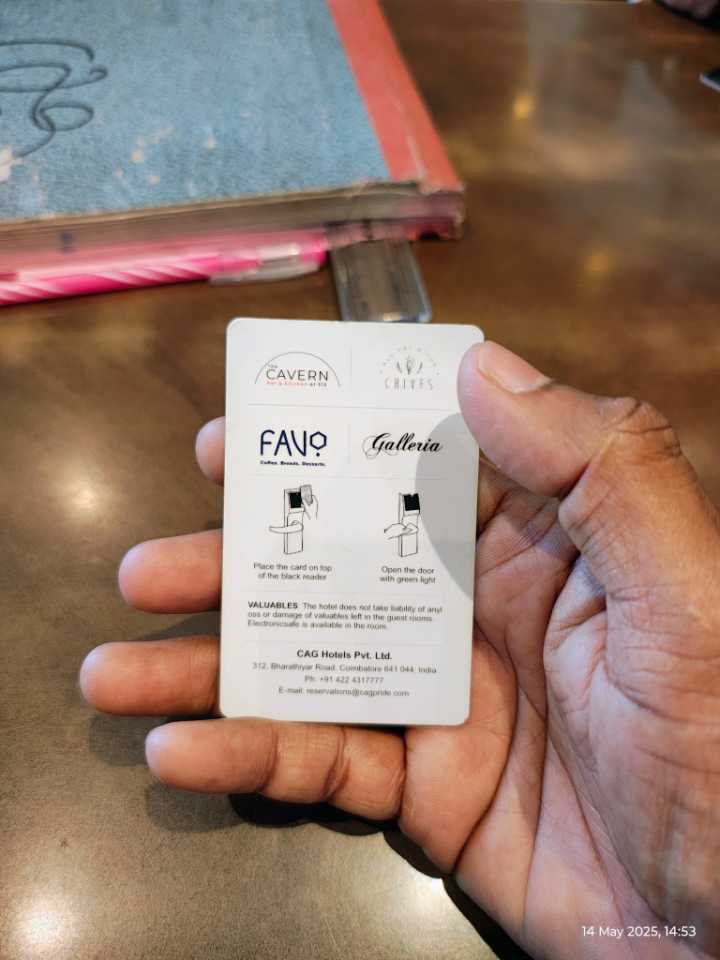 the
CAVERN
Bar & Kitchen at 312
CHIVES
FAVO
Coffee. Breads. Desserts.
Galleria
Place the card on top
of the black reader
Open the door
with green light
VALUABLES: The hotel does not take liability of anyl
oss or damage of valuables left in the guest rooms.
Electronicsafe is available in the room.
CAG Hotels Pvt. Ltd.
312, Bharathiyar Road, Coimbatore 641 044, India
Ph: +91 422 4317777
E-mail: reservations@cagpride.com
14 May 2025, 14:53